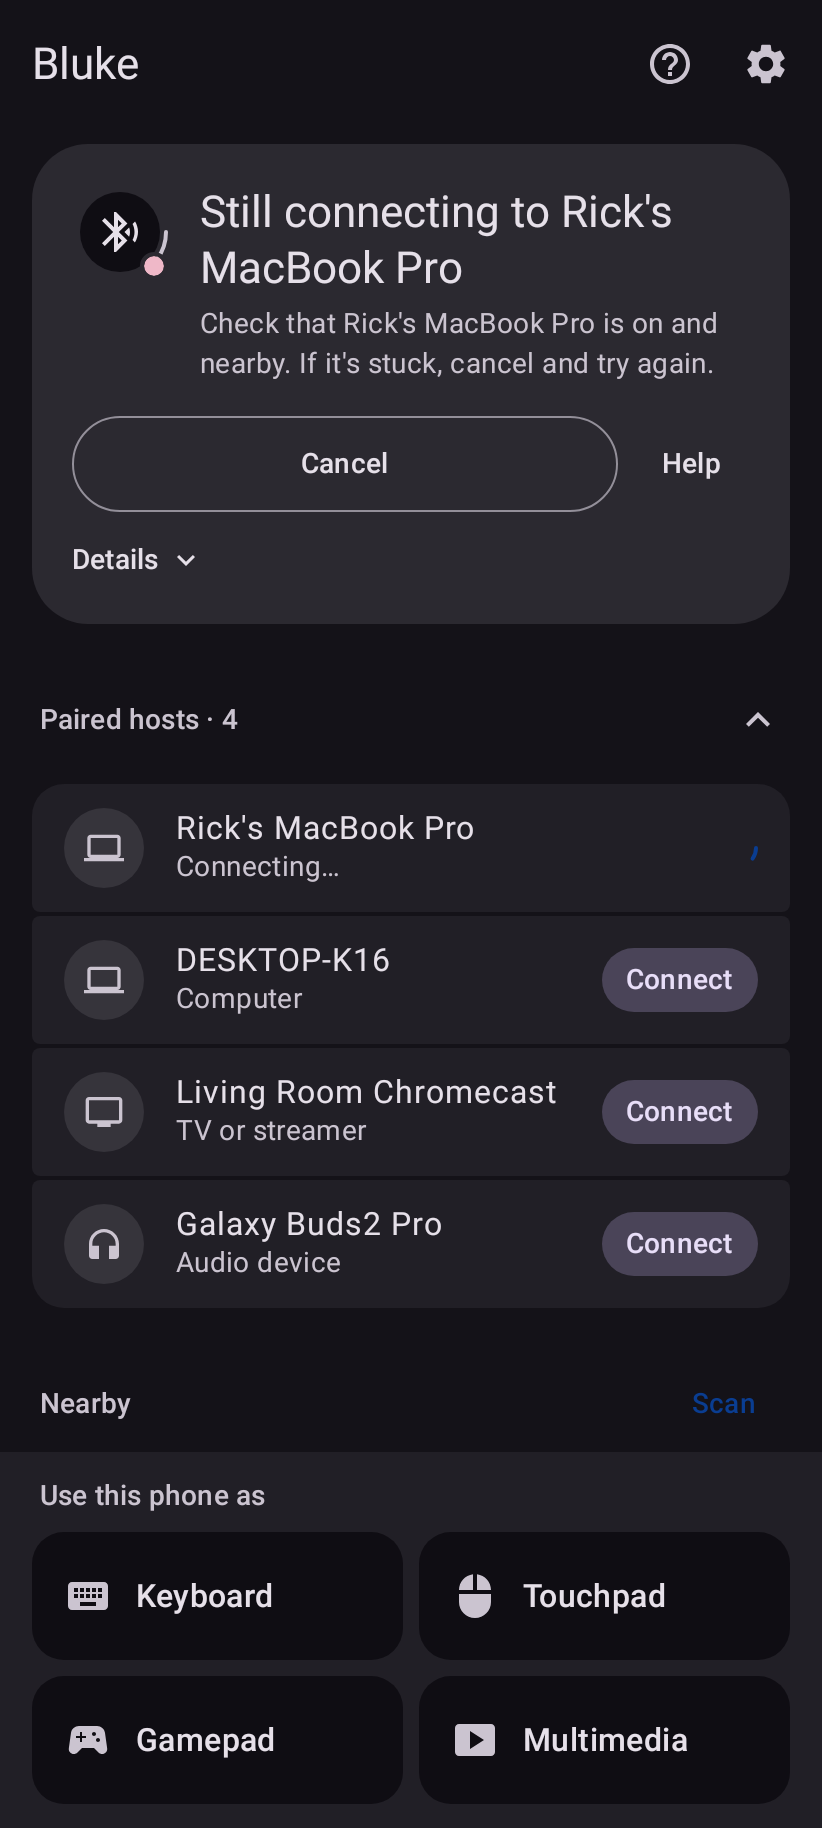 Bluke
Still connecting to Rick's
MacBook Pro
Check that Rick's MacBook Pro is on and
nearby. If it's stuck, cancel and try again.
Cancel
Help
Details
Paired hosts · 4
Rick's MacBook Pro
Connecting…
DESKTOP-K16
Computer
Connect
Living Room Chromecast
TV or streamer
Connect
Galaxy Buds2 Pro
Audio device
Connect
Nearby
Scan
Use this phone as
Keyboard
Touchpad
Gamepad
Multimedia